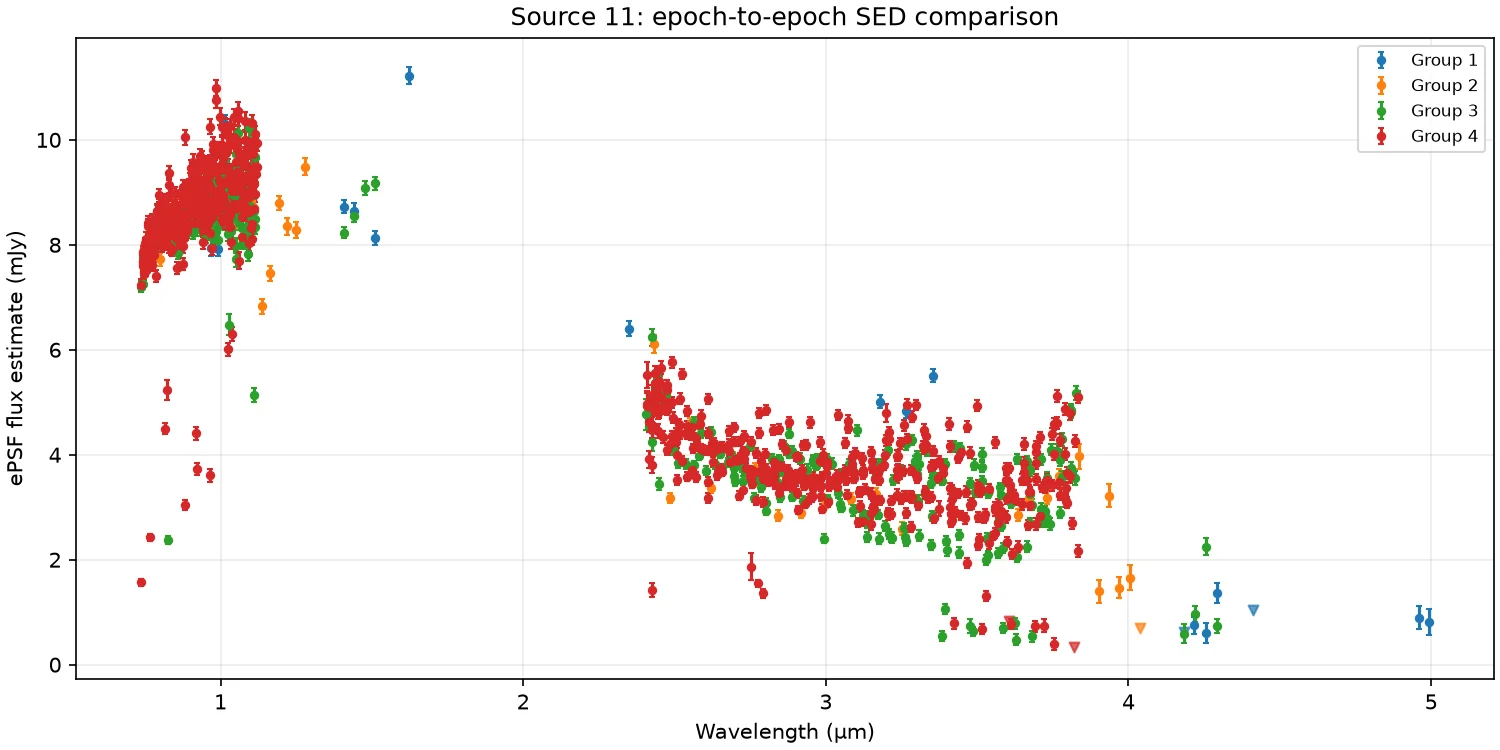 Source 11: epoch-to-epoch SED comparison
Group 1
Group 2
Group 3
Group 4
ePSF flux estimate (mJy)
10
8
6
4
2
0
1
2
3
4
5
Wavelength (µm)